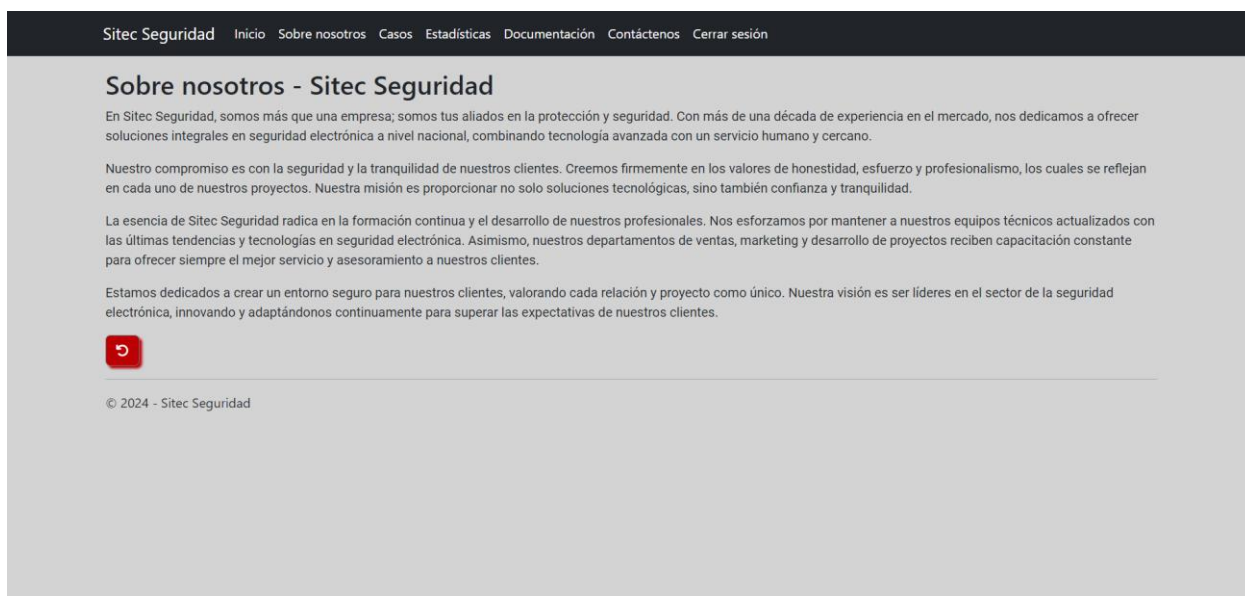 Sitec Seguridad Inicio Sobre nosotros Casos Estadísticas Documentación Contáctenos Cerrar sesión
Sobre nosotros - Sitec Seguridad
En Sitec Seguridad, somos más que una empresa; somos tus aliados en la protección y seguridad. Con más de una década de experiencia en el mercado, nos dedicamos a ofrecer
soluciones integrales en seguridad electrónica a nivel nacional, combinando tecnología avanzada con un servicio humano y cercano.
Nuestro compromiso es con la seguridad y la tranquilidad de nuestros clientes. Creemos firmemente en los valores de honestidad, esfuerzo y profesionalismo, los cuales se reflejan
en cada uno de nuestros proyectos. Nuestra misión es proporcionar no solo soluciones tecnológicas, sino también confianza y tranquilidad.
La esencia de Sitec Seguridad radica en la formación continua y el desarrollo de nuestros profesionales. Nos esforzamos por mantener a nuestros equipos técnicos actualizados con
las últimas tendencias y tecnologías en seguridad electrónica. Asimismo, nuestros departamentos de ventas, marketing y desarrollo de proyectos reciben capacitación constante
para ofrecer siempre el mejor servicio y asesoramiento a nuestros clientes.
Estamos dedicados a crear un entorno seguro para nuestros clientes, valorando cada relación y proyecto como único. Nuestra visión es ser líderes en el sector de la seguridad
electrónica, innovando y adaptándonos continuamente para superar las expectativas de nuestros clientes.
© 2024 - Sitec Seguridad